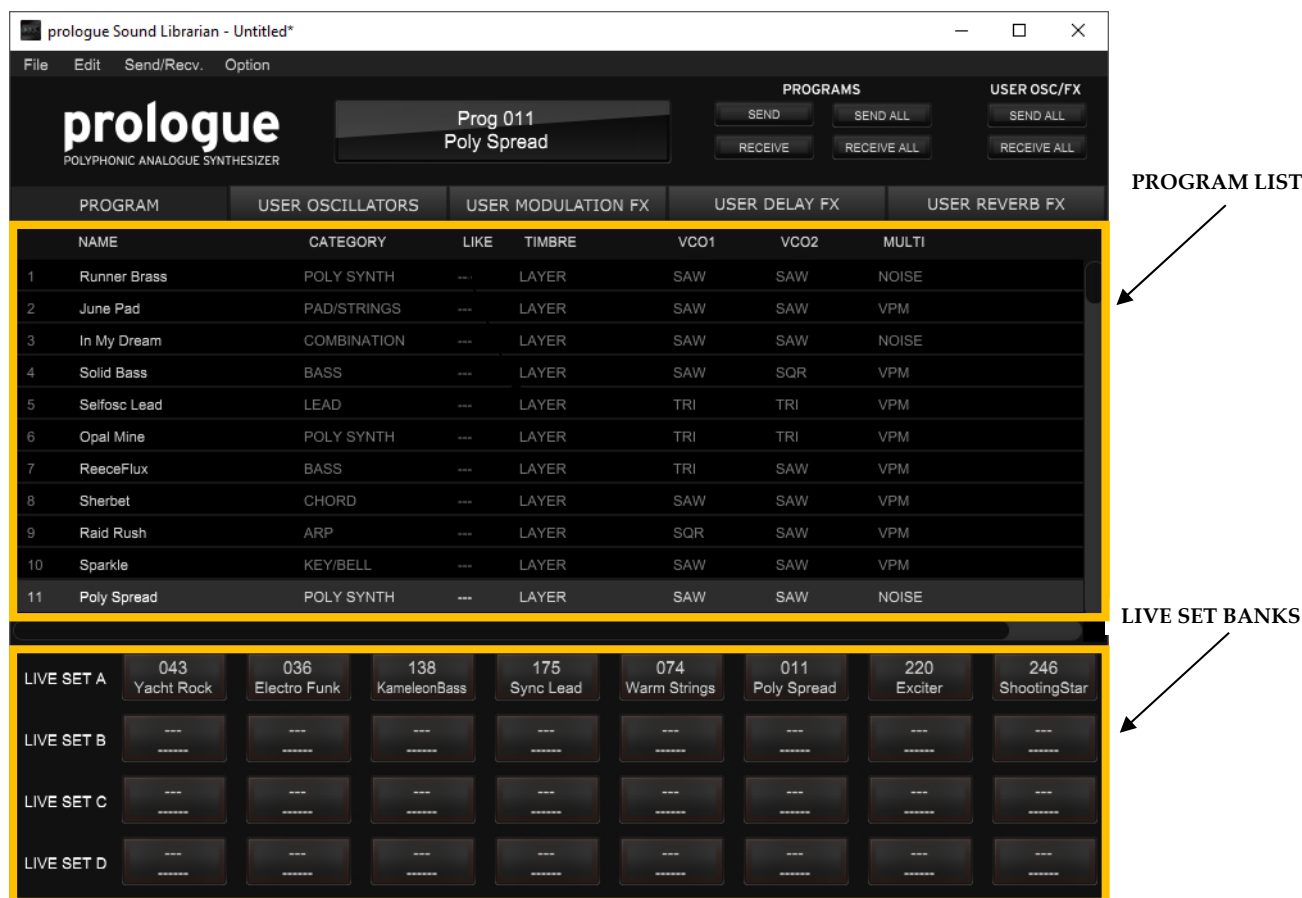 prologue Sound Librarian - Untitled*
File Edit Send/Recv. Option
PROGRAMS USER OSC/FX
prologue
POLYPHONIC ANALOGUE SYNTHESIZER
Prog 011
Poly Spread
SEND SEND ALL SEND ALL
RECEIVE RECEIVE ALL RECEIVE ALL
PROGRAM LIST
PROGRAM USER OSCILLATORS USER MODULATION FX USER DELAY FX USER REVERB FX
NAME CATEGORY LIKE TIMBRE VCO1 VCO2 MULTI
1 Runner Brass POLY SYNTH --- LAYER SAW SAW NOISE
2 June Pad PAD/STRINGS --- LAYER SAW SAW VPM
3 In My Dream COMBINATION --- LAYER SAW SAW NOISE
4 Solid Bass BASS --- LAYER SAW SQR VPM
5 Selfosc Lead LEAD --- LAYER TRI TRI VPM
6 Opal Mine POLY SYNTH --- LAYER TRI TRI VPM
7 ReeceFlux BASS --- LAYER TRI SAW VPM
8 Sherbet CHORD --- LAYER SAW SAW VPM
9 Raid Rush ARP --- LAYER SQR SAW VPM
10 Sparkle KEY/BELL --- LAYER SAW SAW VPM
11 Poly Spread POLY SYNTH --- LAYER SAW SAW NOISE
LIVE SET BANKS
LIVE SET A
043 036 138 175 074 011 220 246
Yacht Rock Electro Funk KameleonBass Sync Lead Warm Strings Poly Spread Exciter ShootingStar
LIVE SET B
--- --- --- --- --- --- --- ---
------ ------ ------ ------ ------ ------ ------ ------
LIVE SET C
--- --- --- --- --- --- --- ---
------ ------ ------ ------ ------ ------ ------ ------
LIVE SET D
--- --- --- --- --- --- --- ---
------ ------ ------ ------ ------ ------ ------ ------